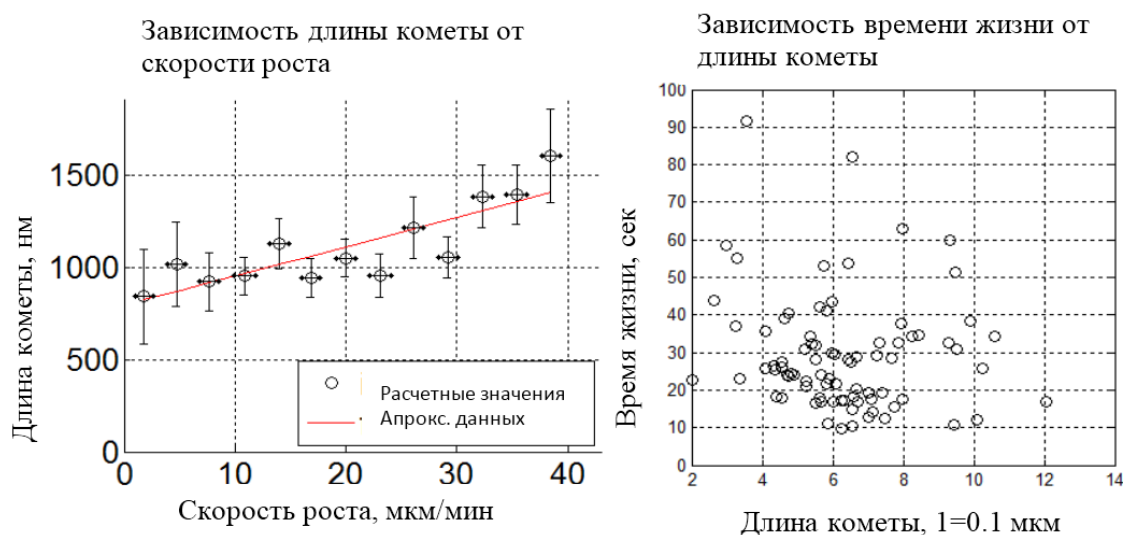 Зависимость длины кометы от
скорости роста
Длина кометы, нм
1500
1000
500
0
0
10
20
30
40
Расчетные значения
Апрокс. данных
Скорость роста, мкм/мин
Зависимость времени жизни от
длины кометы
Время жизни, сек
100
90
80
70
60
50
40
30
20
10
0
2
4
6
8
10
12
14
Длина кометы, 1=0.1 мкм